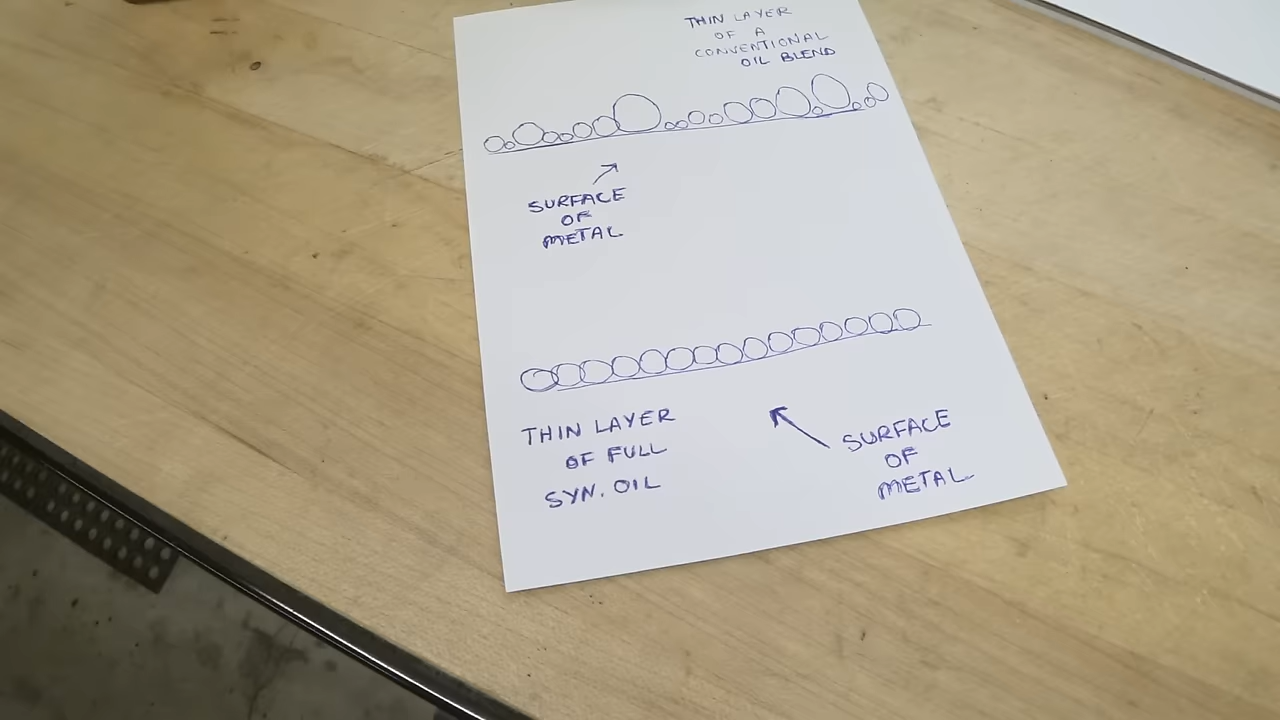 THIN LAYER
OF A
CONVENTIONAL
OIL BLEND
SURFACE
OF
METAL
THIN LAYER
OF FULL
SYN. OIL
SURFACE
OF
METAL